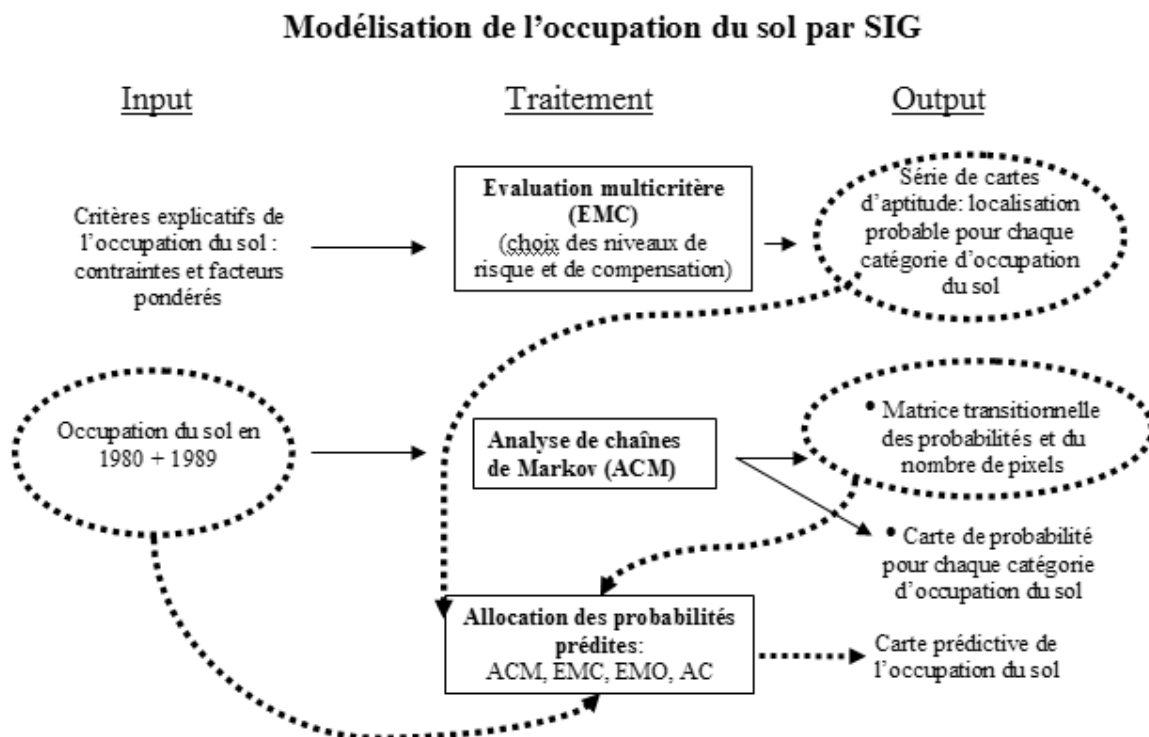 Modélisation de l’occupation du sol par SIG
Input
Traitement
Output
Critères explicatifs de
l’occupation du sol :
contraintes et facteurs
pondérés
Evaluation multicritère
(EMC)
(choix des niveaux de
risque et de compensation)
Série de cartes
d’aptitude: localisation
probable pour chaque
catégorie d’occupation
du sol
Occupation du sol en
1980 + 1989
Analyse de chaînes
de Markov (ACM)
• Matrice transitionnelle
des probabilités et du
nombre de pixels
• Carte de probabilité
pour chaque catégorie
d’occupation du sol
Allocation des probabilités
prédites:
ACM, EMC, EMO, AC
Carte prédictive de
l’occupation du sol